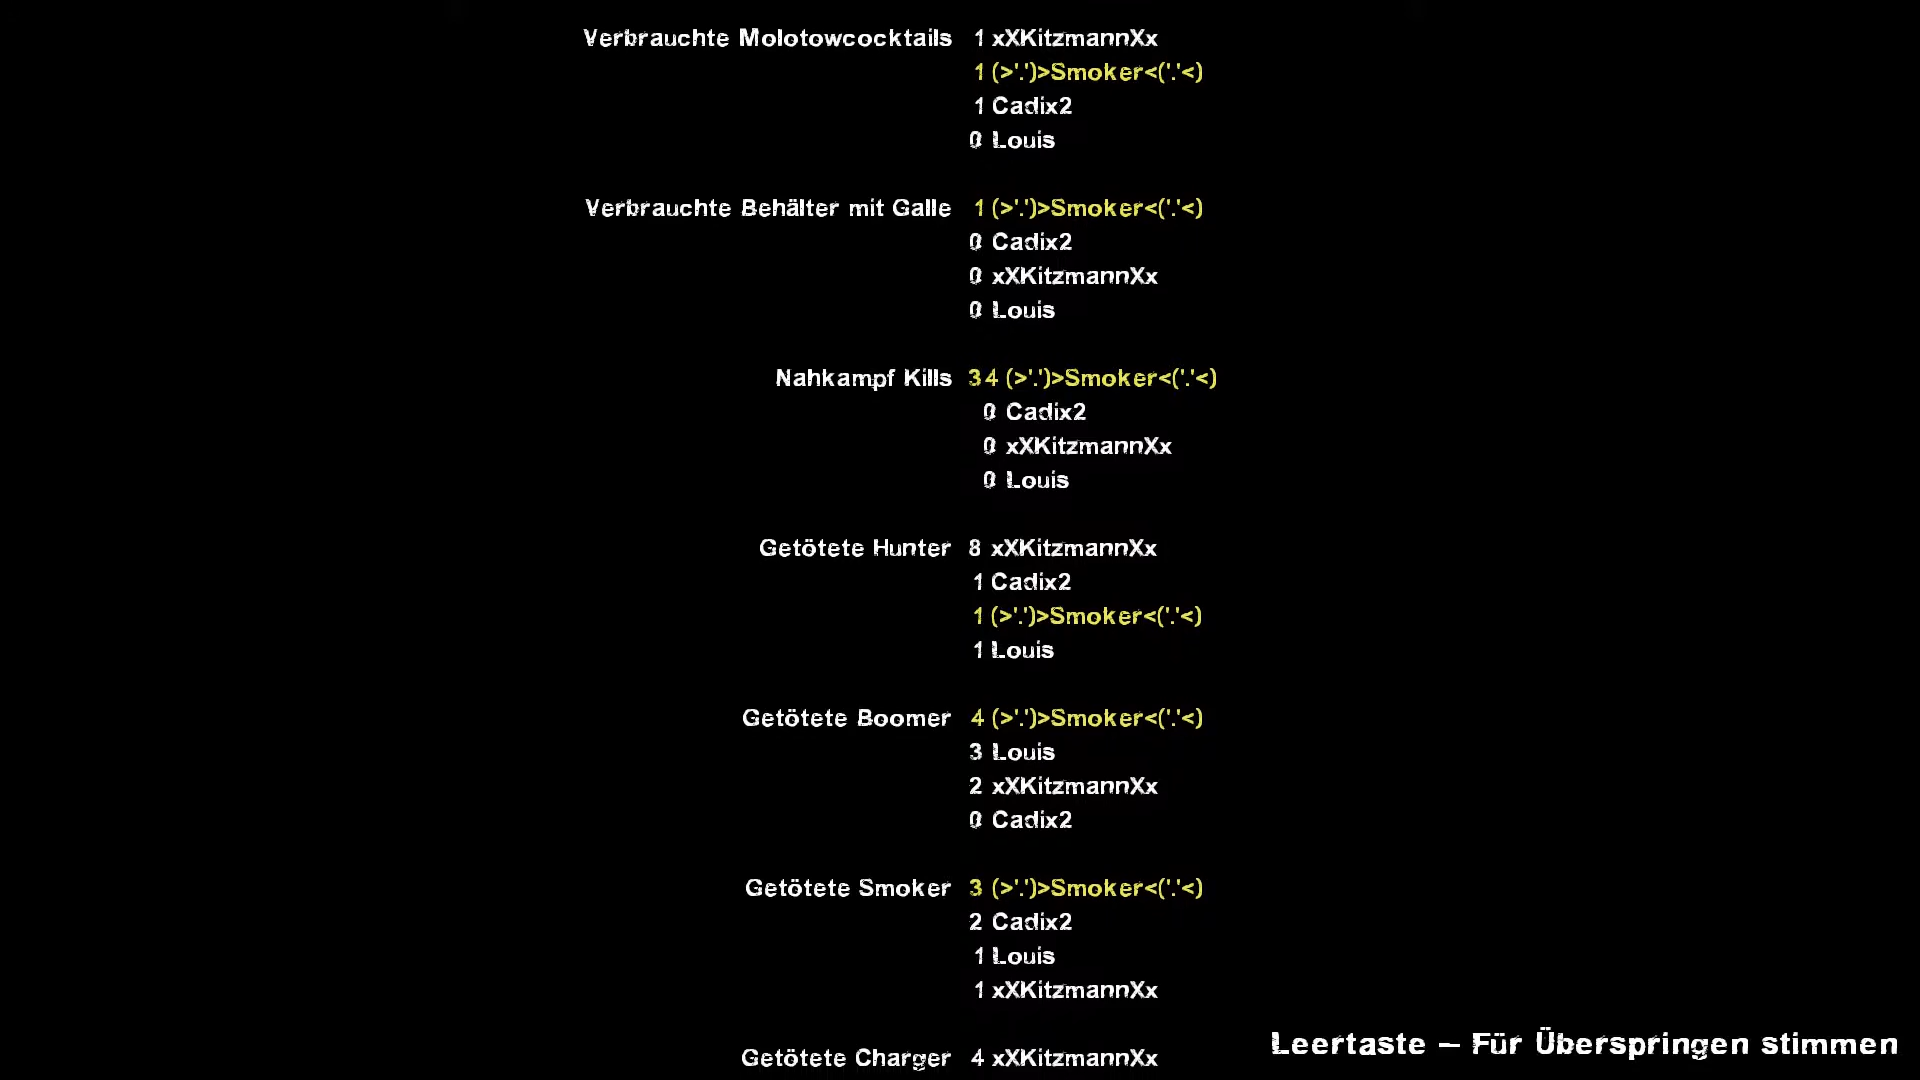 Verbrauchte Molotowcocktails 1 xXKitzmannXx
1 (>'.')>Smoker<('.'<)
1 Cadix2
0 Louis
Verbrauchte Behälter mit Galle 1 (>'.')>Smoker<('.'<)
0 Cadix2
0 xXKitzmannXx
0 Louis
Nahkampf Kills 34 (>'.')>Smoker<('.'<)
0 Cadix2
0 xXKitzmannXx
0 Louis
Getötete Hunter 8 xXKitzmannXx
1 Cadix2
1 (>'.')>Smoker<('.'<)
1 Louis
Getötete Boomer 4 (>'.')>Smoker<('.'<)
3 Louis
2 xXKitzmannXx
0 Cadix2
Getötete Smoker 3 (>'.')>Smoker<('.'<)
2 Cadix2
1 Louis
1 xXKitzmannXx
Getötete Charger 4 xXKitzmannXx
Leertaste – Für Überspringen stimmen